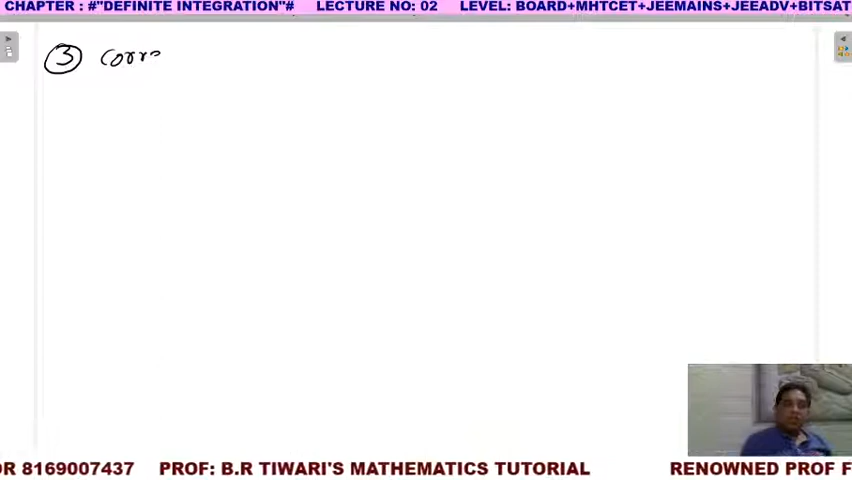 CHAPTER : #"DEFINITE INTEGRATION"# LECTURE NO: 02 LEVEL: BOARD+MHTCET+JEEMAINS+JEEADV+BITSAT
3 Corr
OR 8169007437 PROF: B.R TIWARI'S MATHEMATICS TUTORIAL RENOWNED PROF F